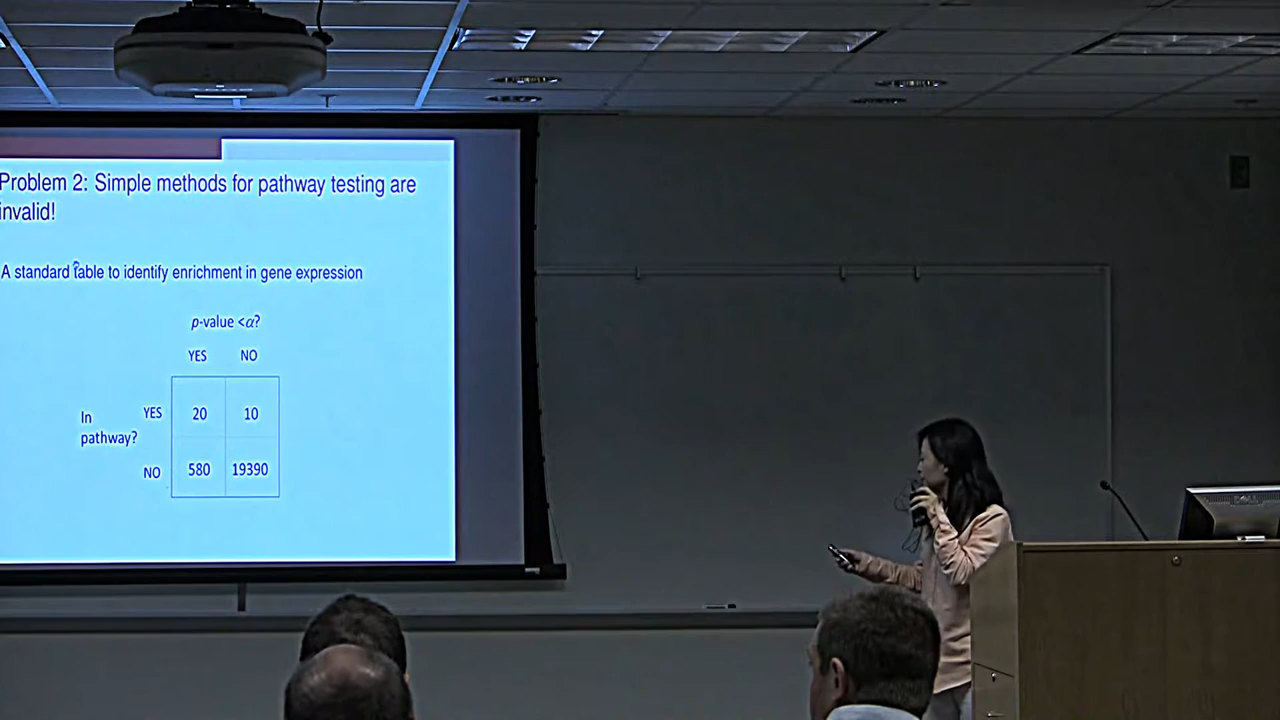 Problem 2: Simple methods for pathway testing are
invalid!
A standard table to identify enrichment in gene expression
p-value <α?
YES NO
In
pathway?
YES 20 10
NO 580 19390
DELL